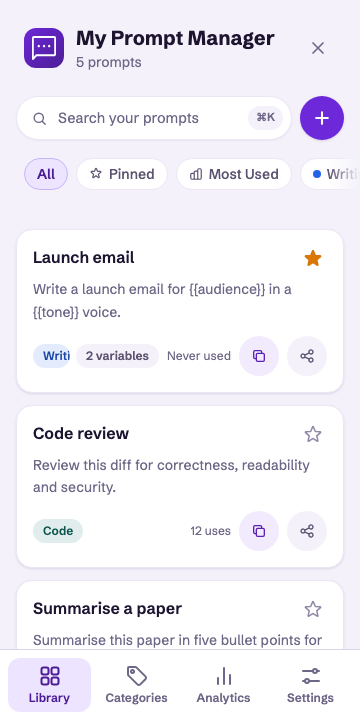 My Prompt Manager
5 prompts
Search your prompts
⌘K
All
Pinned
Most Used
Launch email
Write a launch email for {{audience}} in a
{{tone}} voice.
2 variables
Never used
Code review
Review this diff for correctness, readability
and security.
Code
12 uses
Summarise a paper
Summarise this paper in five bullet points for
Library
Categories
Analytics
Settings